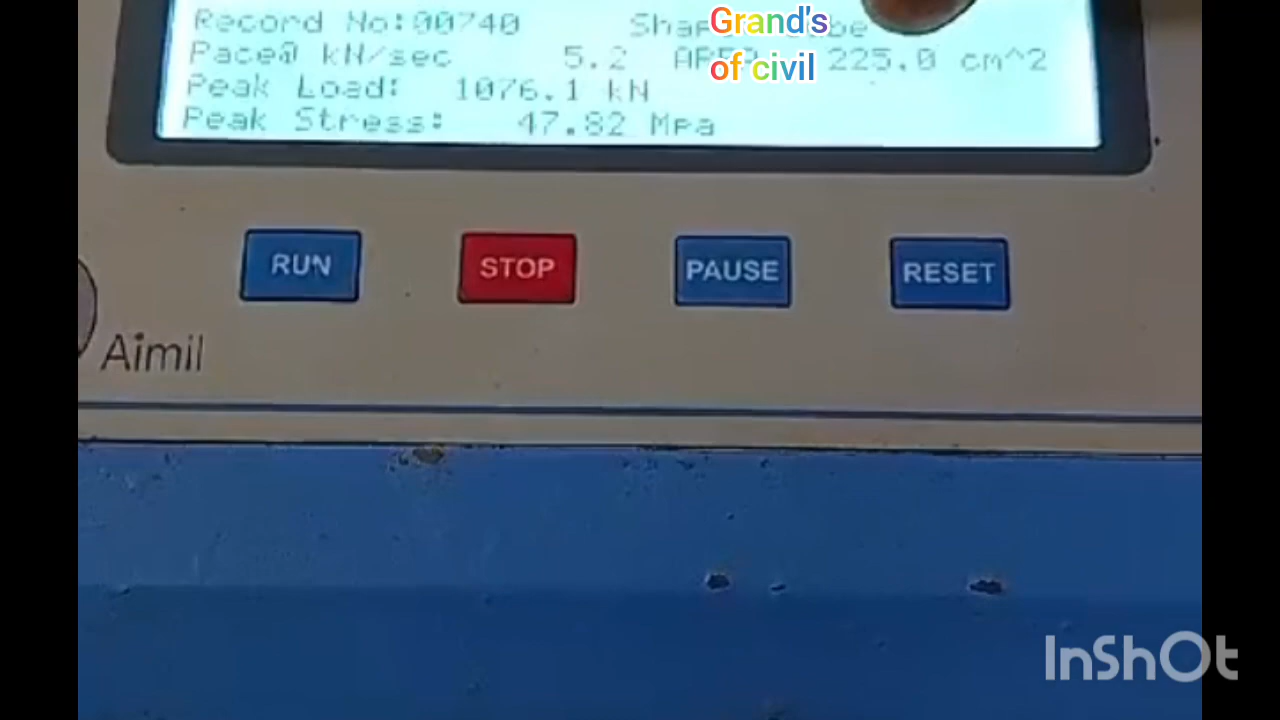 Record No:00740
Grand's
of civil
Pace@ kN/sec 5.2 225.0 cm^2
Peak Load: 1076.1 kN
Peak Stress: 47.82 Mpa
RUN
STOP
PAUSE
RESET
Aimil
InShOt